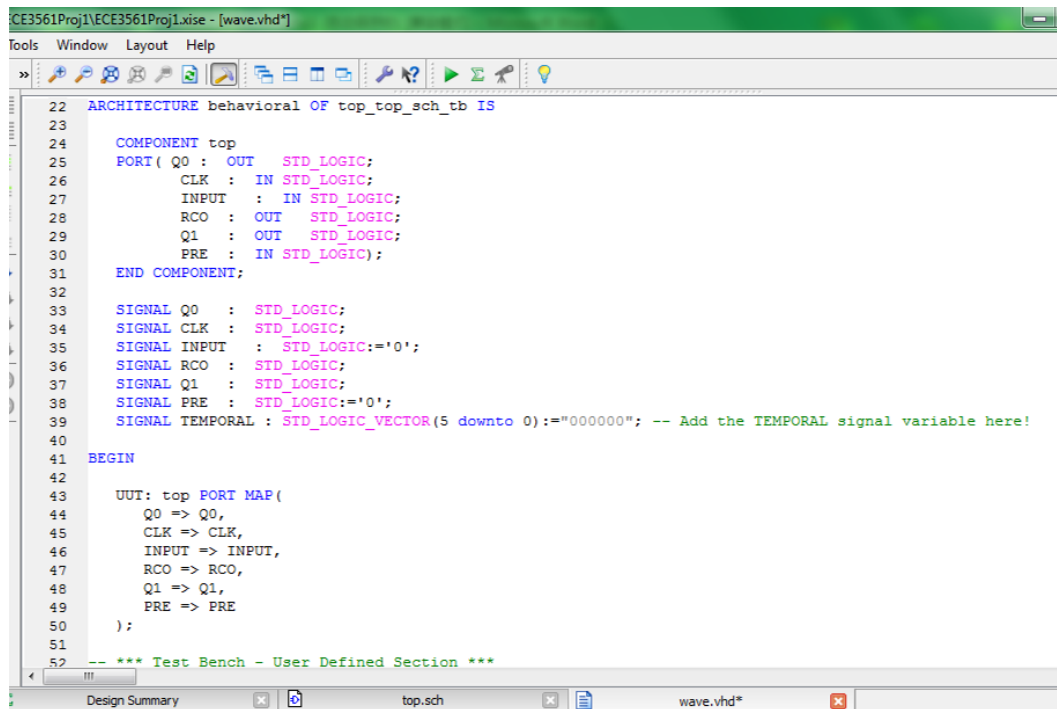 ECE3561Proj1\ECE3561Proj1.xise - [wave.vhd*]
Tools Window Layout Help
»
22 ARCHITECTURE behavioral OF top_top_sch_tb IS
23
24 COMPONENT top
25 PORT( Q0 : OUT STD_LOGIC;
26 CLK : IN STD_LOGIC;
27 INPUT : IN STD_LOGIC;
28 RCO : OUT STD_LOGIC;
29 Q1 : OUT STD_LOGIC;
30 PRE : IN STD_LOGIC);
31 END COMPONENT;
32
33 SIGNAL Q0 : STD_LOGIC;
34 SIGNAL CLK : STD_LOGIC;
35 SIGNAL INPUT : STD_LOGIC:='0';
36 SIGNAL RCO : STD_LOGIC;
37 SIGNAL Q1 : STD_LOGIC;
38 SIGNAL PRE : STD_LOGIC:='0';
39 SIGNAL TEMPORAL : STD_LOGIC_VECTOR(5 downto 0):="000000"; -- Add the TEMPORAL signal variable here!
40
41 BEGIN
42
43 UUT: top PORT MAP(
44 Q0 => Q0,
45 CLK => CLK,
46 INPUT => INPUT,
47 RCO => RCO,
48 Q1 => Q1,
49 PRE => PRE
50 );
51
52 -- *** Test Bench - User Defined Section ***
Design Summary top.sch wave.vhd*